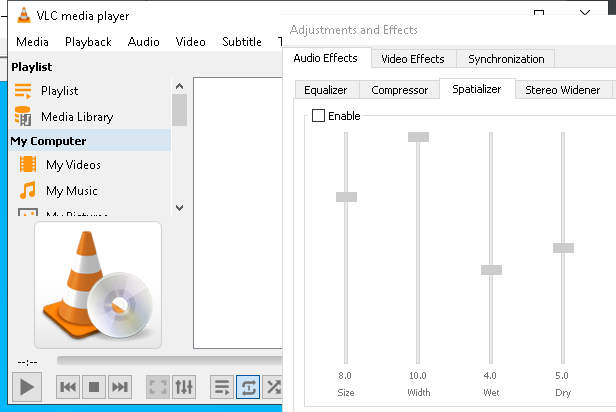 VLC media player
Media Playback Audio Video Subtitle T
Playlist
Playlist
Media Library
My Computer
My Videos
My Music
My Pictures
--:--
Adjustments and Effects
Audio Effects Video Effects Synchronization
Equalizer Compressor Spatializer Stereo Widener
Enable
8.0 10.0 4.0 5.0
Size Width Wet Dry